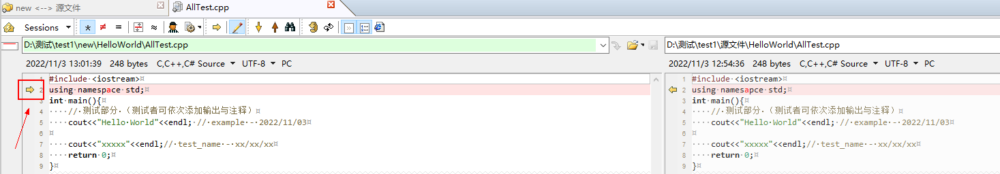 new <--> 源文件
AllTest.cpp
Sessions
D:\测试\test1\new\HelloWorld\AllTest.cpp
D:\测试\test1\源文件\HelloWorld\AllTest.cpp
2022/11/3 13:01:39 248 bytes C,C++,C# Source UTF-8 PC
2022/11/3 12:54:36 248 bytes C,C++,C# Source UTF-8 PC
1 #include·<iostream>¤
2 using·namespace·std;¤
3 int·main(){¤
4 ····//·测试部分·（测试者可依次添加输出与注释）¤
5 ····cout<<"Hello·World"<<endl;·//·example·-·2022/11/03¤
6 ¤
7 ····cout<<"xxxxx"<<endl;//·test_name·-·xx/xx/xx¤
8 ····return·0;¤
9 }¤
1 #include·<iostream>¤
2 using·namesapce·std;¤
3 int·main(){¤
4 ····//·测试部分·（测试者可依次添加输出与注释）¤
5 ····cout<<"Hello·World"<<endl;·//·example·-·2022/11/03¤
6 ¤
7 ····cout<<"xxxxx"<<endl;//·test_name·-·xx/xx/xx¤
8 ····return·0;¤
9 }¤